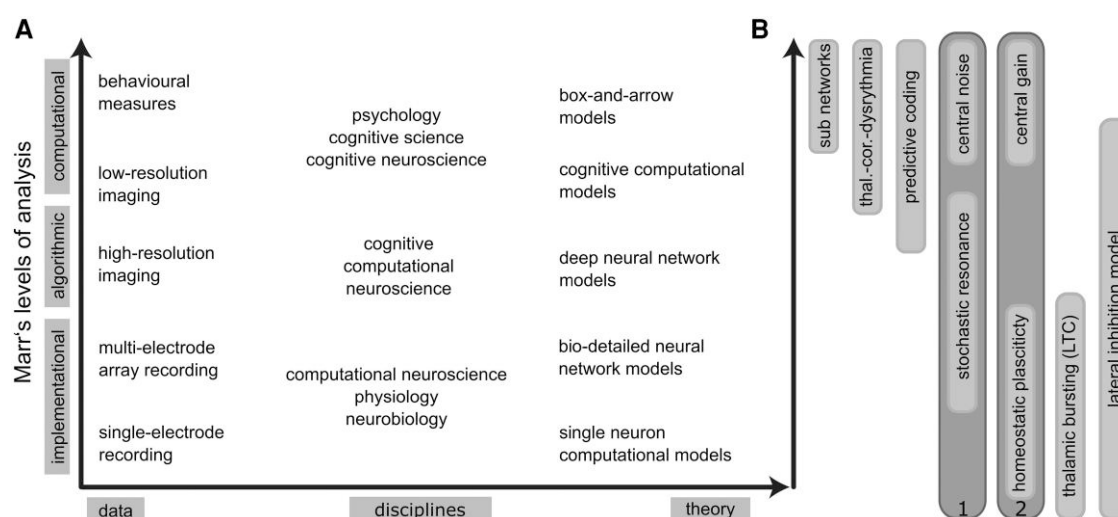 A
B
Marr's levels of analysis
computational
algorithmic
implementational
behavioural
measures
low-resolution
imaging
high-resolution
imaging
multi-electrode
array recording
single-electrode
recording
psychology
cognitive science
cognitive neuroscience
cognitive
computational
neuroscience
computational neuroscience
physiology
neurobiology
box-and-arrow
models
cognitive computational
models
deep neural network
models
bio-detailed neural
network models
single neuron
computational models
data
disciplines
theory
sub networks
thal.-cor.-dysrythmia
predictive coding
central noise
stochastic resonance
1
central gain
homeostatic plasciticty
2
thalamic bursting (LTC)
lateral inhibition model